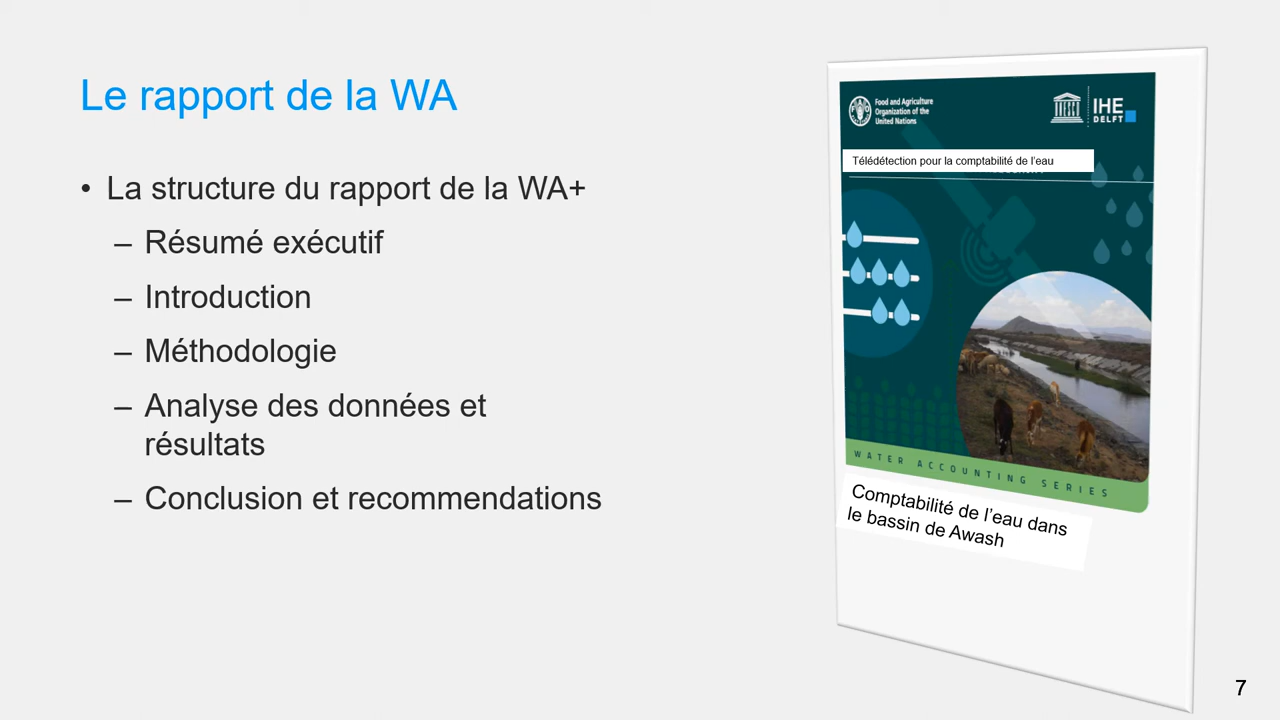 Le rapport de la WA
• La structure du rapport de la WA+
– Résumé exécutif
– Introduction
– Méthodologie
– Analyse des données et
résultats
– Conclusion et recommendations
Food and Agriculture
Organization of the
United Nations
IHE
DELFT
Télédétection pour la comptabilité de l’eau
WATER ACCOUNTING SERIES
Comptabilité de l’eau dans
le bassin de Awash
7